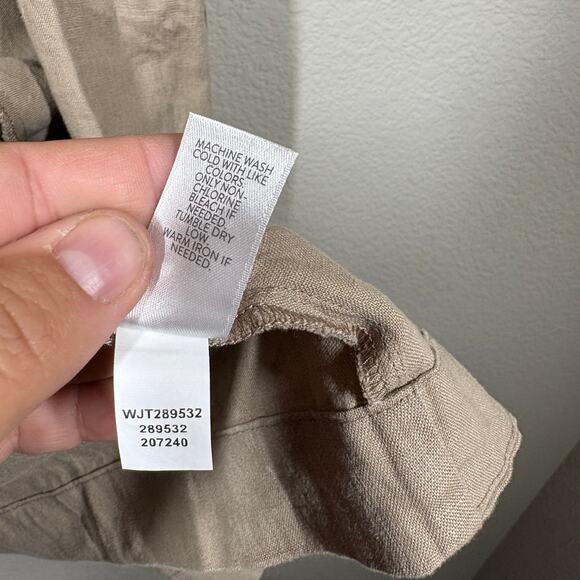 MACHINE WASH
COLD WITH LIKE
COLORS.
ONLY NON-
CHLORINE
BLEACH IF
NEEDED.
TUMBLE DRY
LOW.
WARM IRON IF
NEEDED.
WJT289532
289532
207240